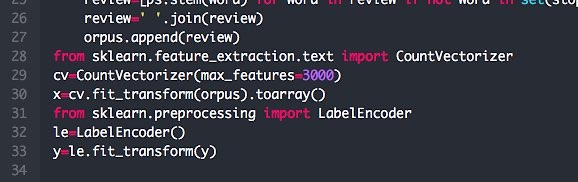 25 review=[ps.stem(word) for word in review if not word in set(stop
26 review=' '.join(review)
27 orpus.append(review)
28 from sklearn.feature_extraction.text import CountVectorizer
29 cv=CountVectorizer(max_features=3000)
30 x=cv.fit_transform(orpus).toarray()
31 from sklearn.preprocessing import LabelEncoder
32 le=LabelEncoder()
33 y=le.fit_transform(y)
34